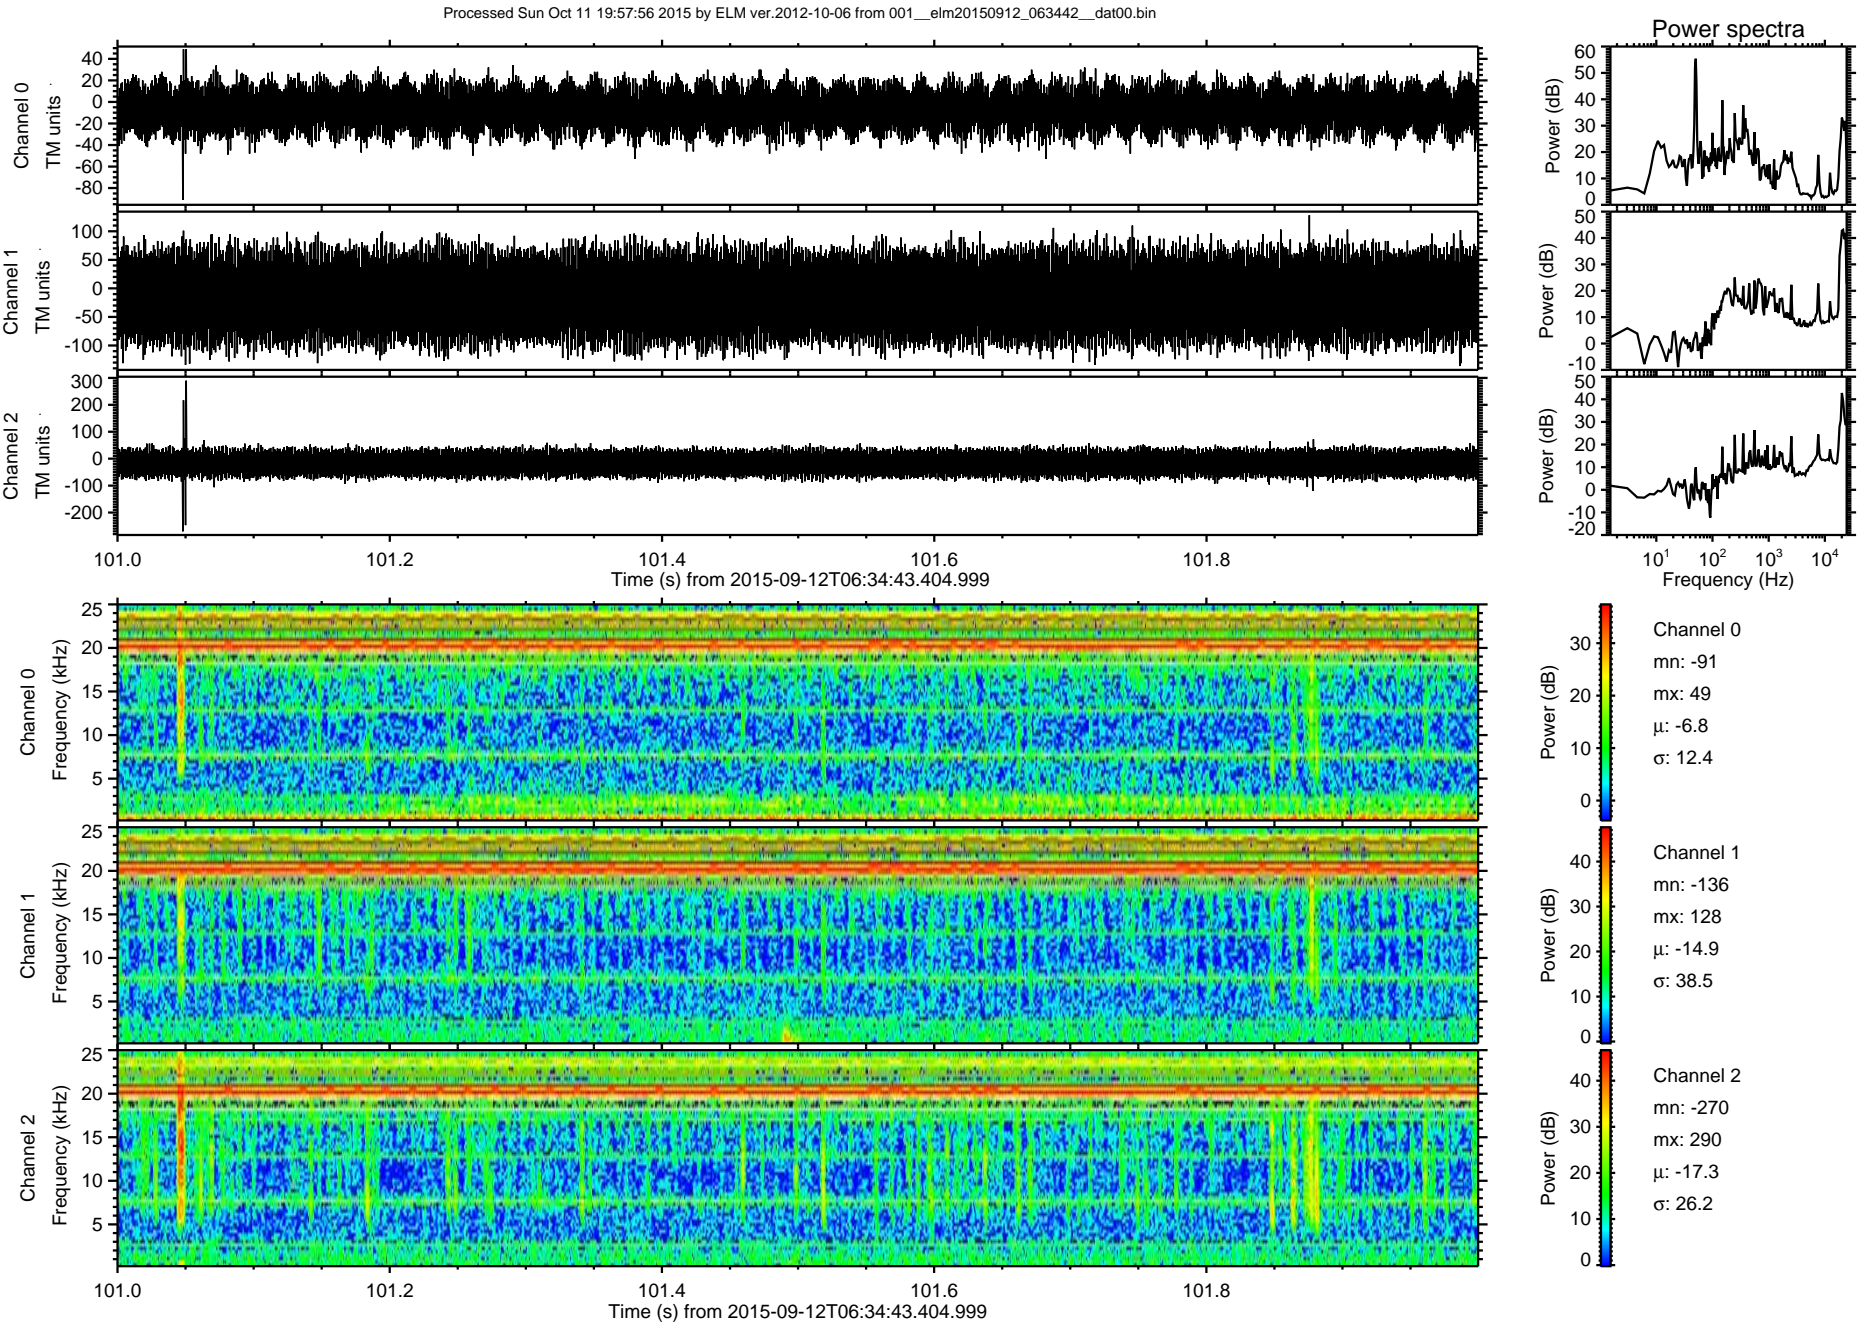 Processed Sun Oct 11 19:57:56 2015 by ELM ver.2012-10-06 from 001__elm20150912_063442__dat00.bin
Power spectra
Channel 0
TM units
40
20
0
-20
-40
-60
-80
Power (dB)
60
50
40
30
20
10
0
Channel 1
TM units
100
50
0
-50
-100
Power (dB)
50
40
30
20
10
0
-10
Channel 2
TM units
300
200
100
0
-100
-200
Power (dB)
50
40
30
20
10
0
-10
-20
101.0 101.2 101.4 101.6 101.8
Time (s) from 2015-09-12T06:34:43.404.999
10^1 10^2 10^3 10^4
Frequency (Hz)
Channel 0
Frequency (kHz)
25
20
15
10
5
Power (dB)
30
20
10
0
Channel 0
mn: -91
mx: 49
μ: -6.8
σ: 12.4
Channel 1
Frequency (kHz)
25
20
15
10
5
Power (dB)
40
30
20
10
0
Channel 1
mn: -136
mx: 128
μ: -14.9
σ: 38.5
Channel 2
Frequency (kHz)
25
20
15
10
5
Power (dB)
40
30
20
10
0
Channel 2
mn: -270
mx: 290
μ: -17.3
σ: 26.2
101.0 101.2 101.4 101.6 101.8
Time (s) from 2015-09-12T06:34:43.404.999